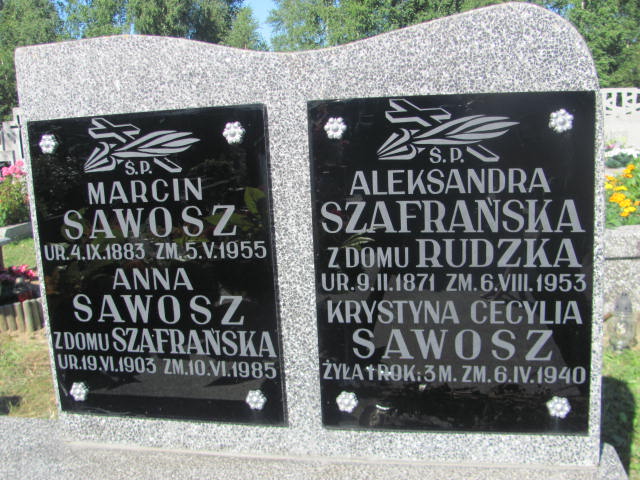 Ś.P.
MARCIN
SAWOSZ
UR.4.IX.1883 ZM.5.V.1955
ANNA
SAWOSZ
Z DOMU SZAFRAŃSKA
UR.19.VI.1903 ZM.10.VI.1985
Ś.P.
ALEKSANDRA
SZAFRAŃSKA
Z DOMU RUDZKA
UR.9.II.1871 ZM.6.VIII.1953
KRYSTYNA CECYLIA
SAWOSZ
ŻYŁA 1 ROK.3 M. ZM.6.IV.1940